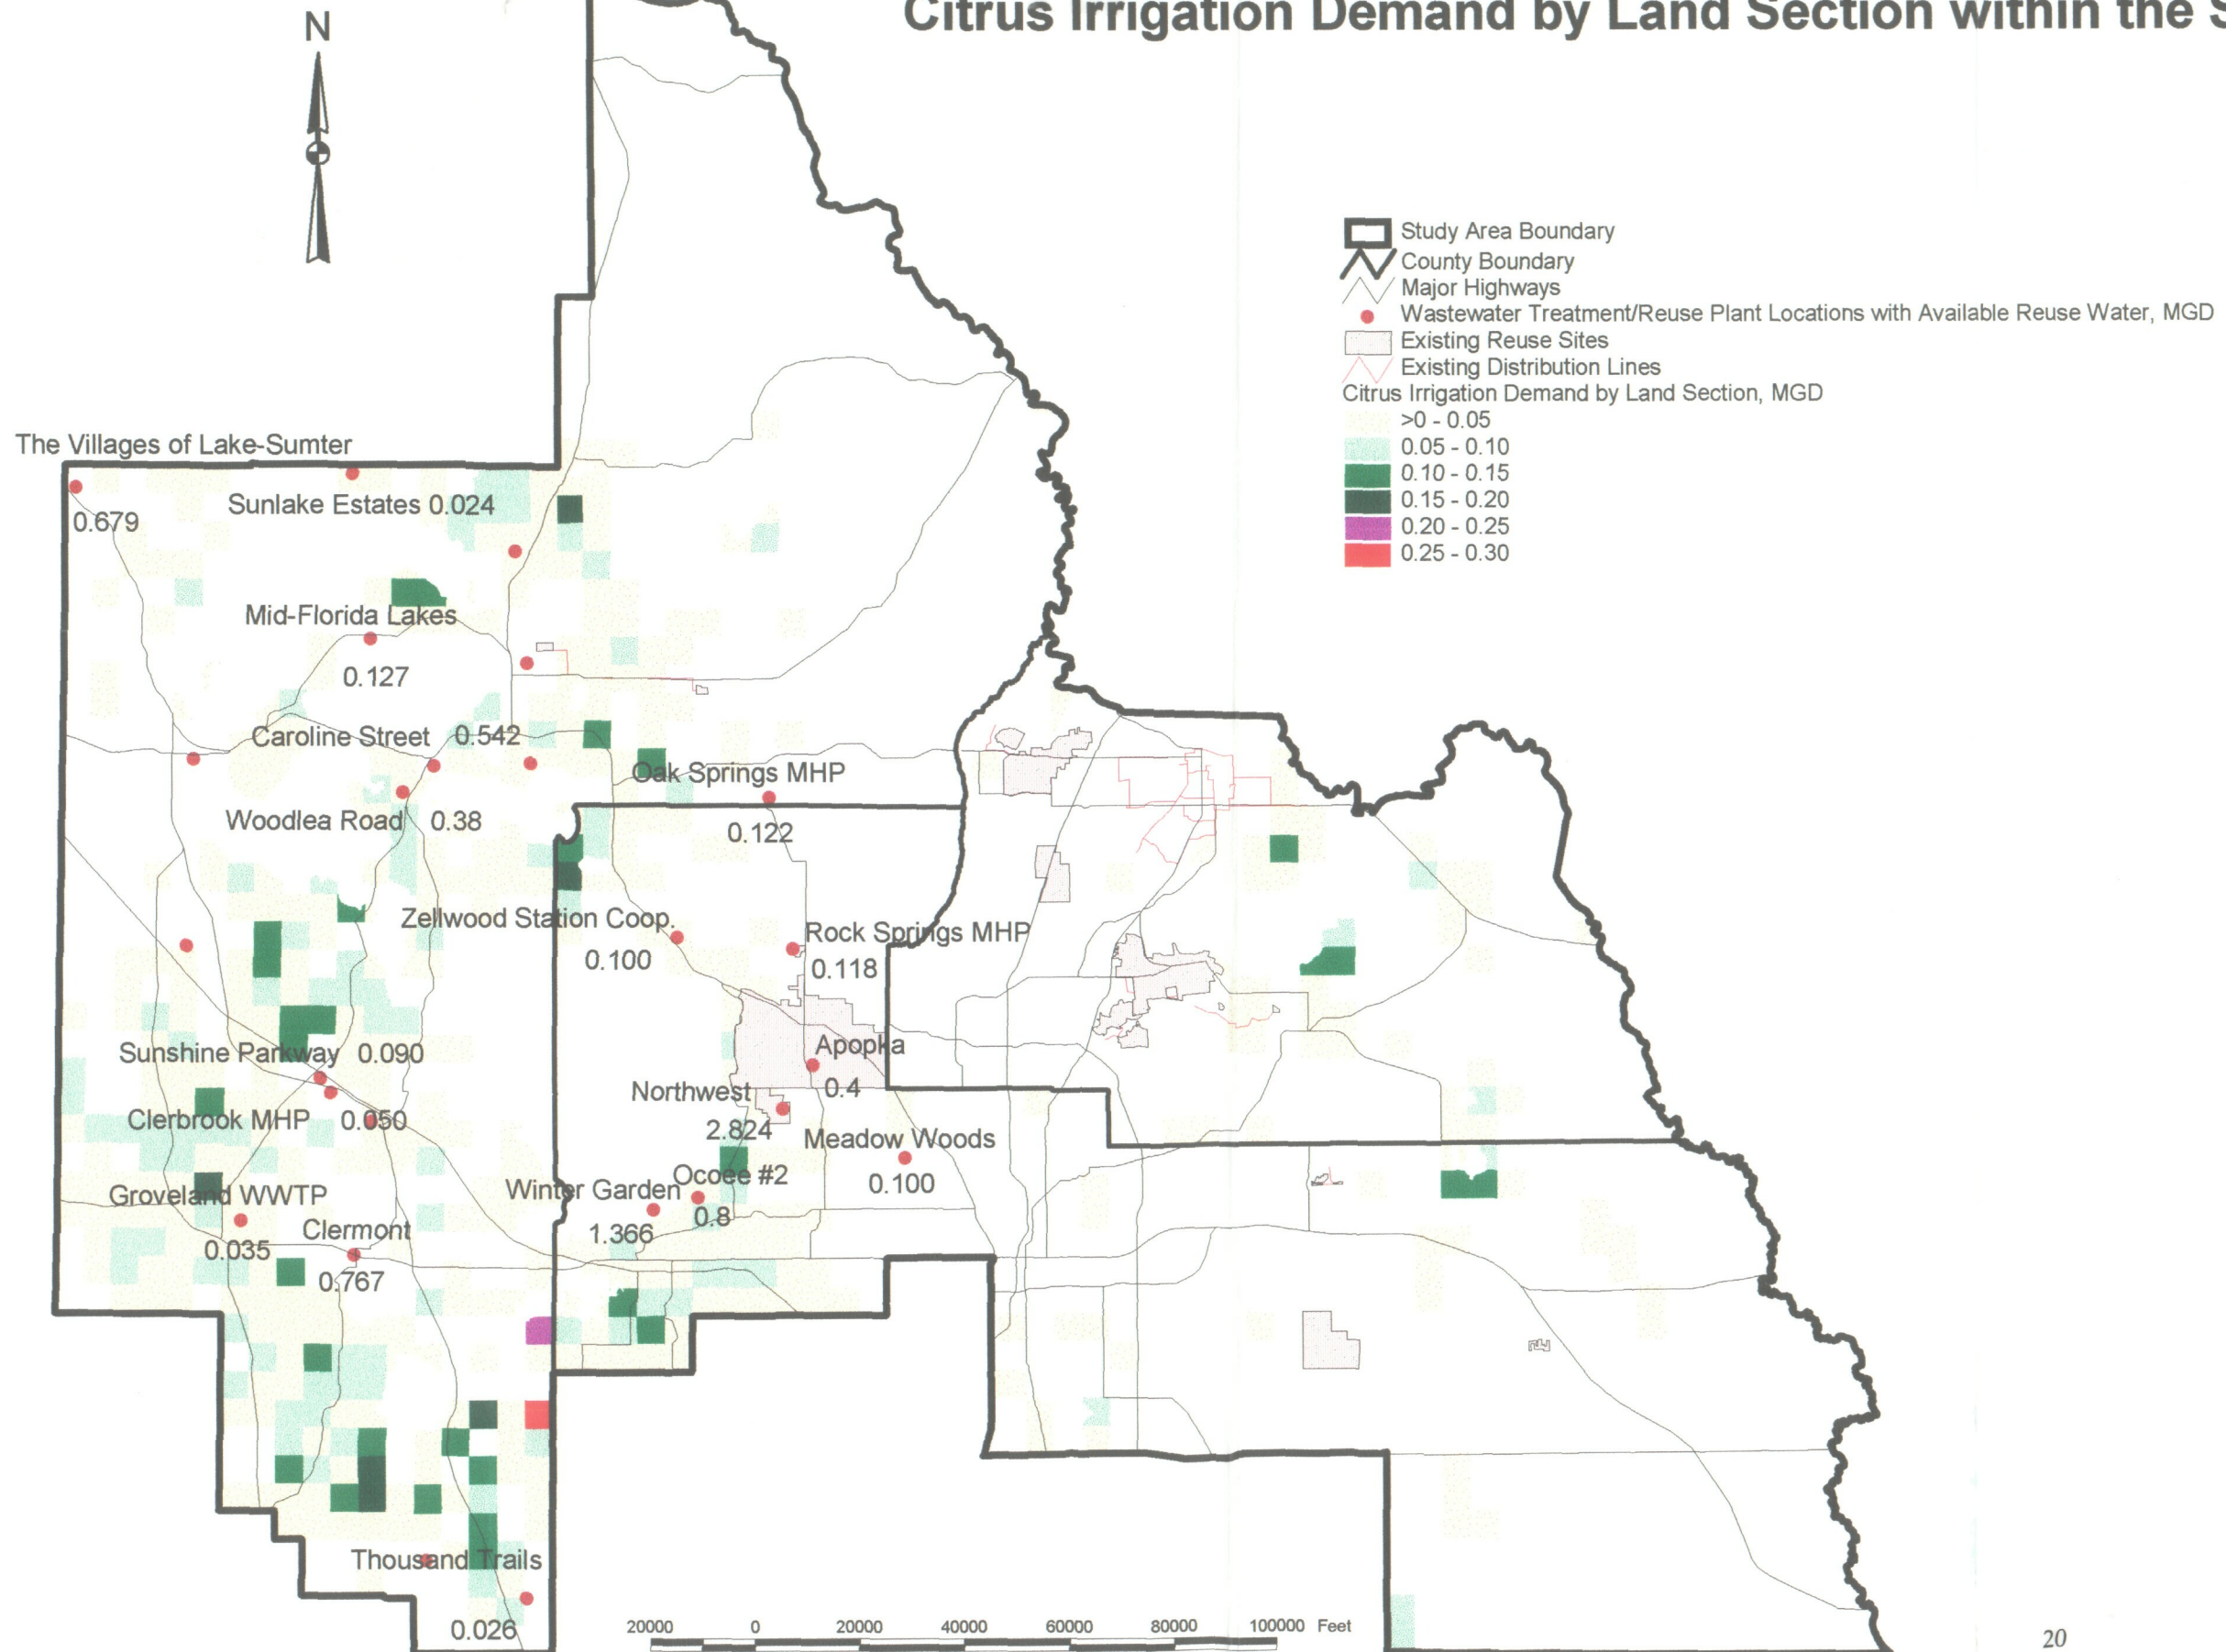 Citrus Irrigation Demand by Land Section within the S
N
Study Area Boundary
County Boundary
Major Highways
Wastewater Treatment/Reuse Plant Locations with Available Reuse Water, MGD
Existing Reuse Sites
Existing Distribution Lines
Citrus Irrigation Demand by Land Section, MGD
>0 - 0.05
0.05 - 0.10
0.10 - 0.15
0.15 - 0.20
0.20 - 0.25
0.25 - 0.30
The Villages of Lake-Sumter
0.679
Sunlake Estates 0.024
Mid-Florida Lakes
0.127
Caroline Street 0.542
Oak Springs MHP
0.122
Woodlea Road 0.38
Zellwood Station Coop.
0.100
Rock Springs MHP
0.118
Sunshine Parkway 0.090
Apopka
0.4
Clerbrook MHP 0.050
Northwest
2.824
Meadow Woods
0.100
Groveland WWTP
0.035
Winter Garden
1.366
Ocoee #2
0.8
Clermont
0.767
Thousand Trails
0.026
20000 0 20000 40000 60000 80000 100000 Feet
20